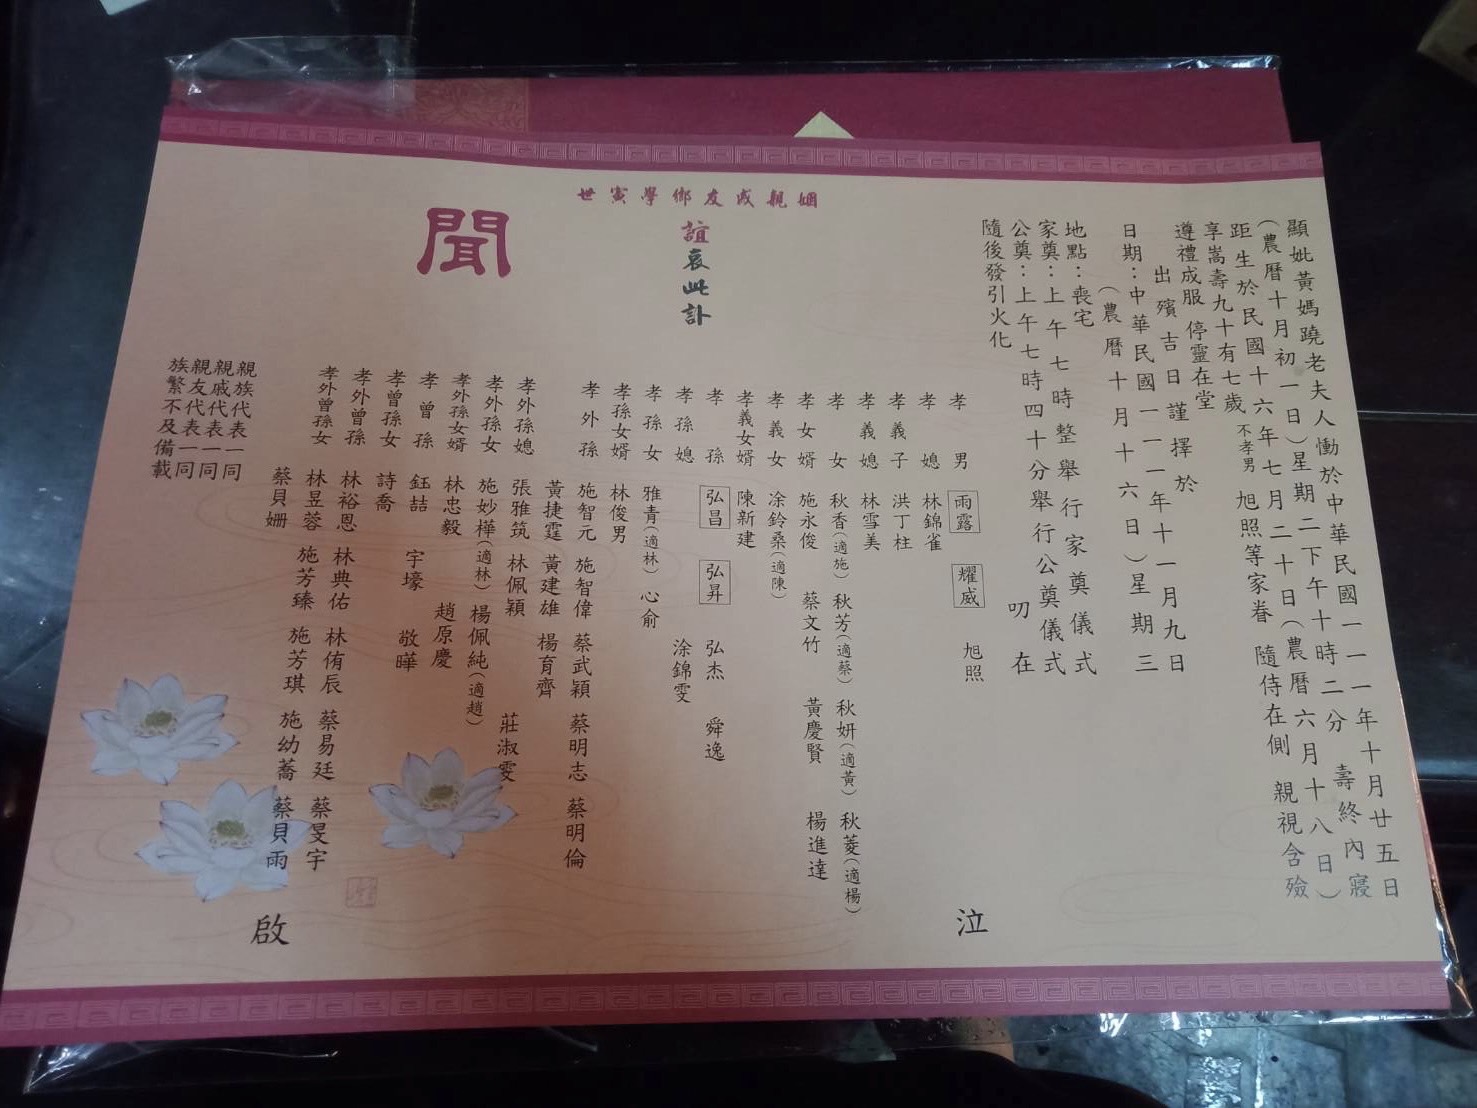 顯妣黃媽蹺老夫人慟於中華民國一一一年十月廿五日
(農曆十月初一日)星期二下午十時二分 壽終內寢
距生於民國十六年七月二十日(農曆六月十八日)
享嵩壽九十有七歲 不孝男 旭照等家眷 隨侍在側 親視含殮
遵禮成服 停靈在堂
出殯吉日謹擇於
日期:中華民國一一一年十一月九日
(農曆十月十六日)星期三
地點:喪宅
家奠:上午七時整舉行家奠儀式
公奠:上午七時四十分舉行公奠儀式
隨後發引火化
叨在
姻親戚友鄉學寅世
誼哀此訃
聞
孝男 雨露 耀威 旭照
孝媳 林錦雀
孝義子 洪丁柱
孝義媳 林雪美
孝女 秋香(適施) 秋芳(適蔡) 秋妍(適黃) 秋菱(適楊)
孝女婿 施永俊 蔡文竹 黃慶賢 楊進達
孝義女 涂鈴桑(適陳)
孝義女婿 陳新建
孝孫 弘昌 弘昇 弘杰 舜逸
孝孫媳 涂錦雯
孝孫女 雅青(適林) 心俞
孝孫女婿 林俊男
孝外孫 施智元 施智偉 蔡武穎 蔡明志 蔡明倫
黃捷霆 黃建雄 楊育齊
孝外孫媳 張雅筑 林佩穎 莊淑雯
孝外孫女 施妙樺(適林) 楊佩純(適趙)
孝外孫女婿 林忠毅 趙原慶
孝曾孫 鈺喆 宇壕 敬曄
孝曾孫女 詩喬
孝外曾孫 林裕恩 林典佑 林侑辰 蔡易廷 蔡旻宇
孝外曾孫女 林昱蓉 施芳臻 施芳琪 施幼蕎 蔡貝雨
蔡貝姍
泣
啟
親族代表一同
親戚代表一同
親友代表一同
族繁不及備載